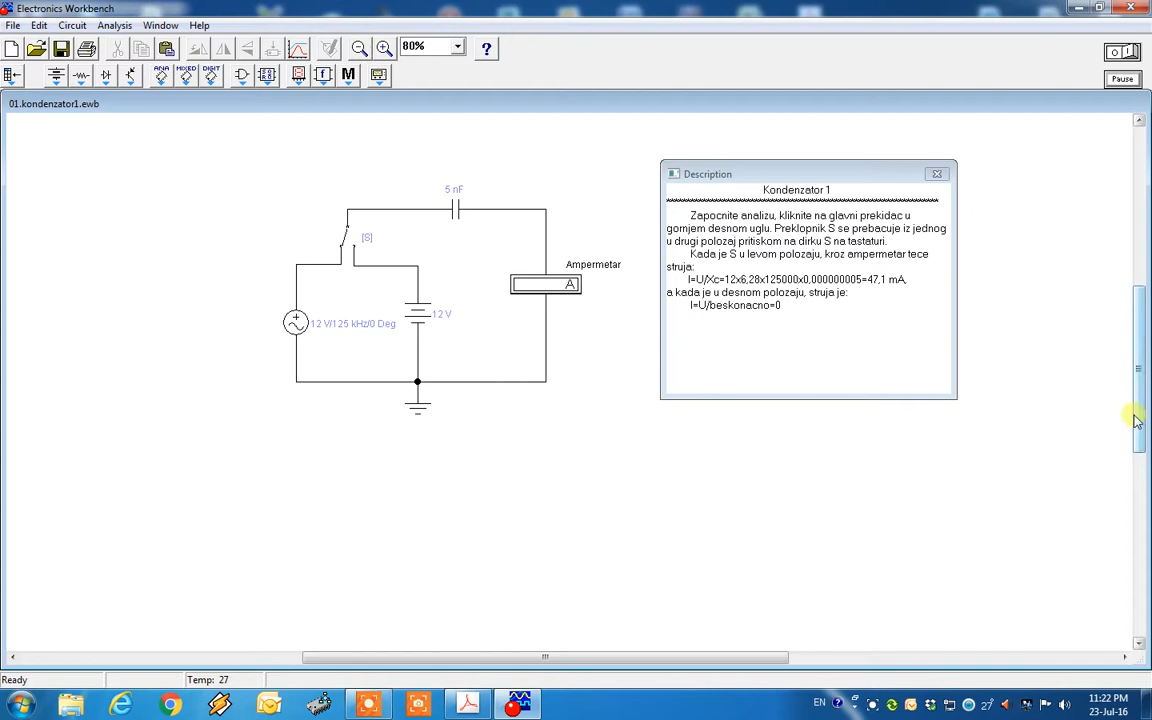 Electronics Workbench
File Edit Circuit Analysis Window Help
80%
?
ANA MIXED DIGIT
M
Pause
01.kondenzator1.ewb
5 nF
[S]
Ampermetar
A
12 V/125 kHz/0 Deg
12 V
Description
Kondenzator 1
Zapocnite analizu, kliknite na glavni prekidac u
gornjem desnom uglu. Preklopnik S se prebacuje iz jednog
u drugi polozaj pritiskom na dirku S na tastaturi.
Kada je S u levom polozaju, kroz ampermetar tece
struja:
I=U/Xc=12x6,28x125000x0,000000005=47,1 mA,
a kada je u desnom polozaju, struja je:
I=U/beskonacno=0
Ready
Temp: 27
EN
27°
11:22 PM
23-Jul-16